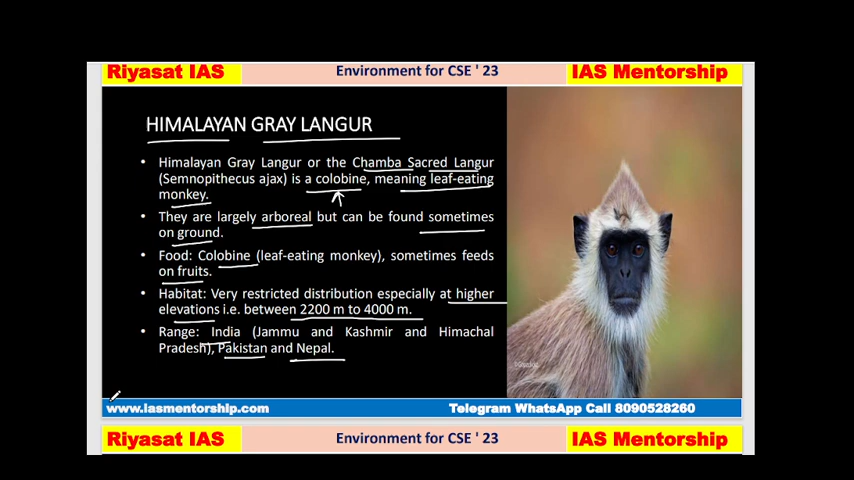 Riyasat IAS Environment for CSE ' 23 IAS Mentorship
HIMALAYAN GRAY LANGUR
• Himalayan Gray Langur or the Chamba Sacred Langur
(Semnopithecus ajax) is a colobine, meaning leaf-eating
monkey.
• They are largely arboreal but can be found sometimes
on ground.
• Food: Colobine (leaf-eating monkey), sometimes feeds
on fruits.
• Habitat: Very restricted distribution especially at higher
elevations i.e. between 2200 m to 4000 m.
• Range: India (Jammu and Kashmir and Himachal
Pradesh), Pakistan and Nepal.
www.iasmentorship.com Telegram WhatsApp Call 8090528260
Riyasat IAS Environment for CSE ' 23 IAS Mentorship